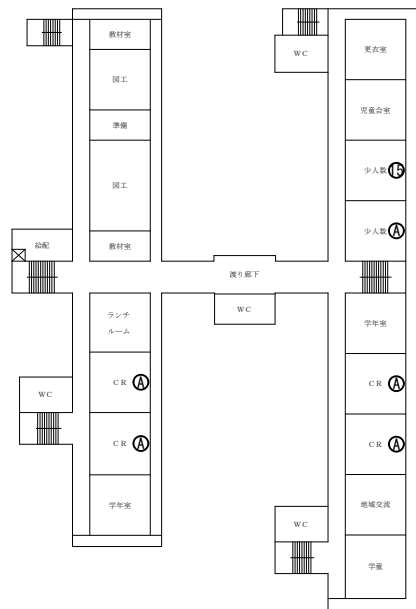 教材室
図工
準備
図工
教材室
給配
ランチ
ルーム
CR Ⓐ
WC
CR Ⓐ
学年室
渡り廊下
WC
WC
更衣室
児童会室
少人数 ⑮
少人数 Ⓐ
学年室
CR Ⓐ
CR Ⓐ
地域交流
WC
学童